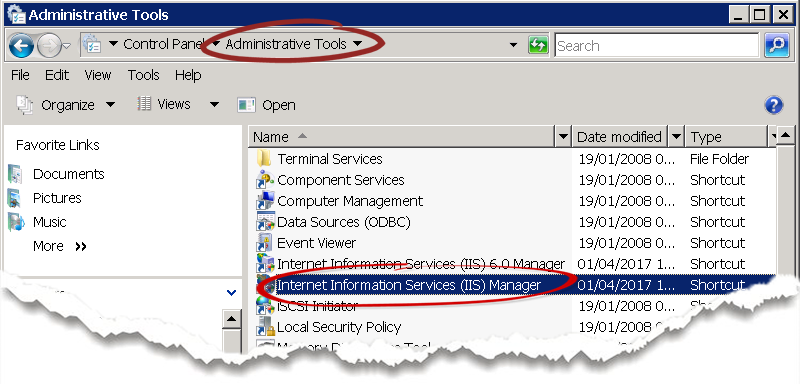 Administrative Tools
Control Panel Administrative Tools Search
File Edit View Tools Help
Organize Views Open
Favorite Links
Documents
Pictures
Music
More
Name Date modified Type
Terminal Services 19/01/2008 0... File Folder
Component Services 19/01/2008 0... Shortcut
Computer Management 19/01/2008 0... Shortcut
Data Sources (ODBC) 19/01/2008 0... Shortcut
Event Viewer 19/01/2008 0... Shortcut
Internet Information Services (IIS) 6.0 Manager 01/04/2017 1... Shortcut
Internet Information Services (IIS) Manager 01/04/2017 1... Shortcut
iSCSI Initiator 19/01/2008 0... Shortcut
Local Security Policy 19/01/2008 0... Shortcut